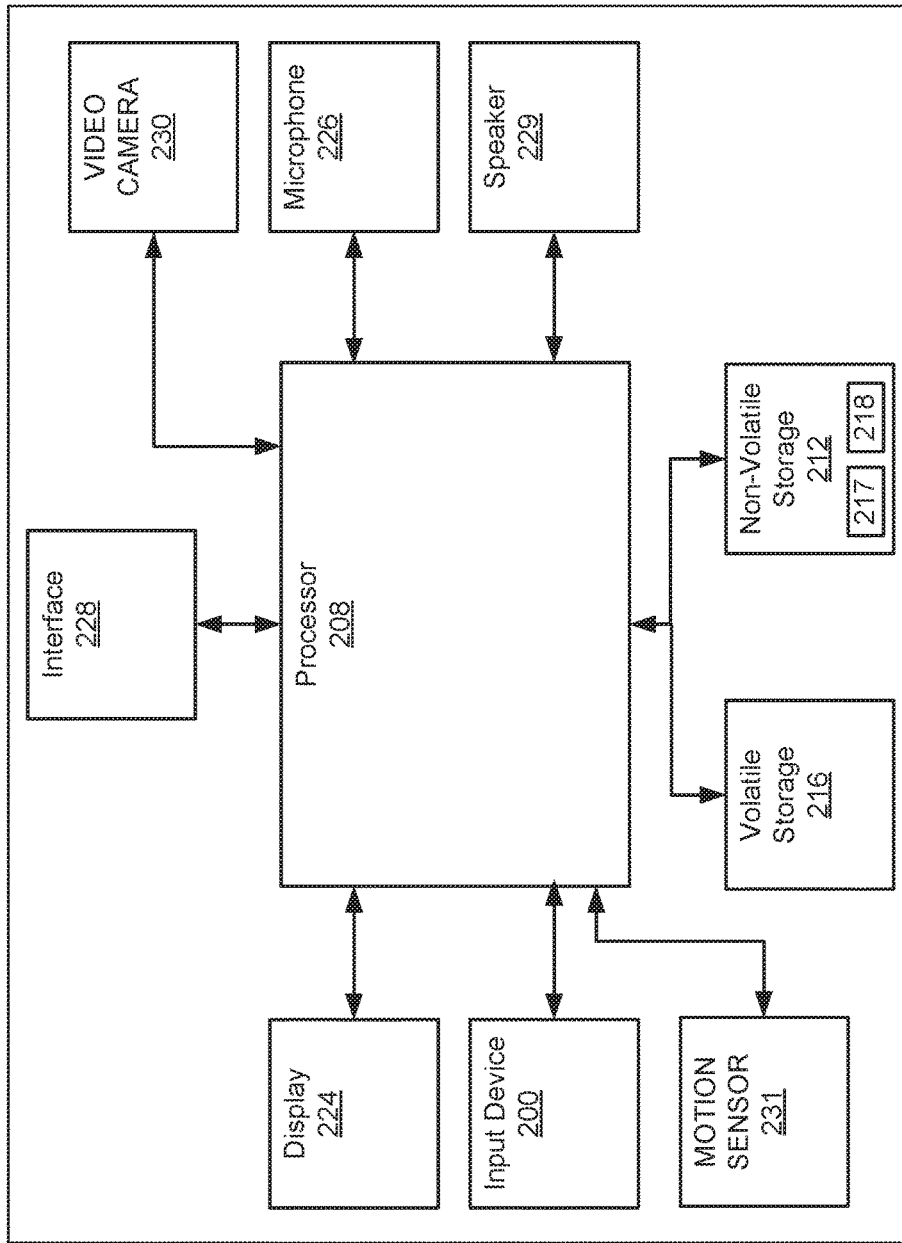 Interface
228
VIDEO
CAMERA
230
Display
224
Processor
208
Microphone
226
Input Device
200
Speaker
229
MOTION
SENSOR
231
Volatile
Storage
216
Non-Volatile
Storage
212
217
218